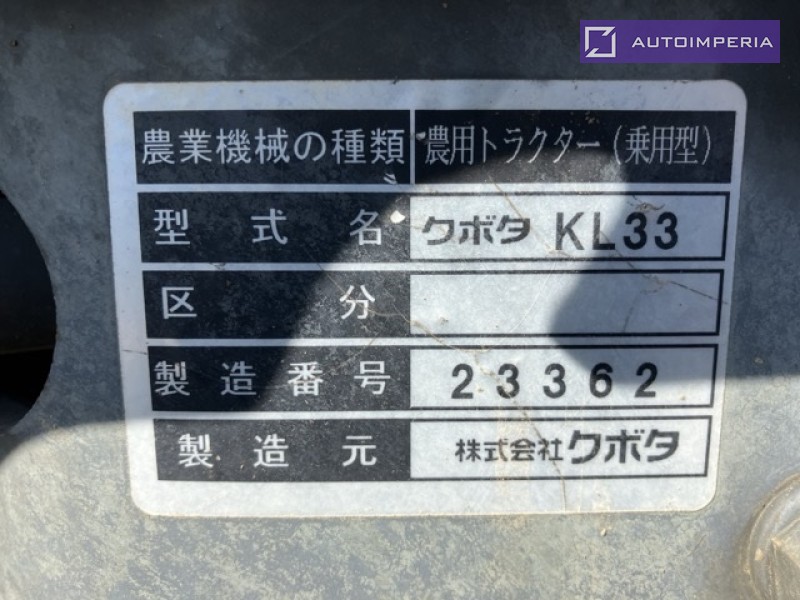 AUTOIMPERIA
農業機械の種類 農用トラクター（乗用型）
型式名 クボタ KL33
区分
製造番号 23362
製造元 株式会社クボタ